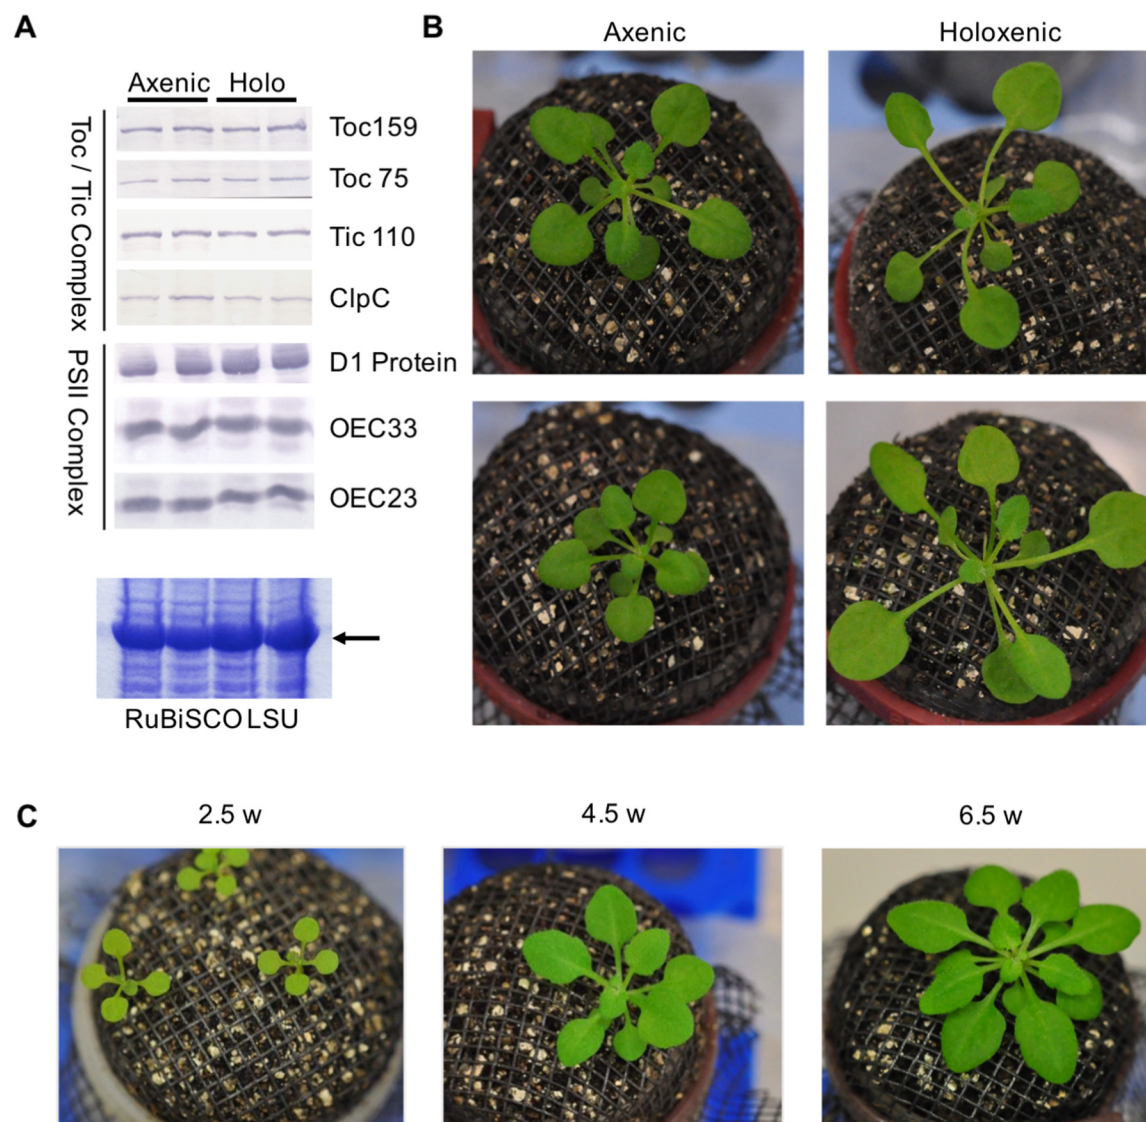 A
B
Axenic
Holoxenic
Axenic
Holo
Toc159
Toc 75
Tic 110
ClpC
Toc / Tic Complex
D1 Protein
OEC33
OEC23
PSII Complex
RuBiSCO LSU
C
2.5 w
4.5 w
6.5 w